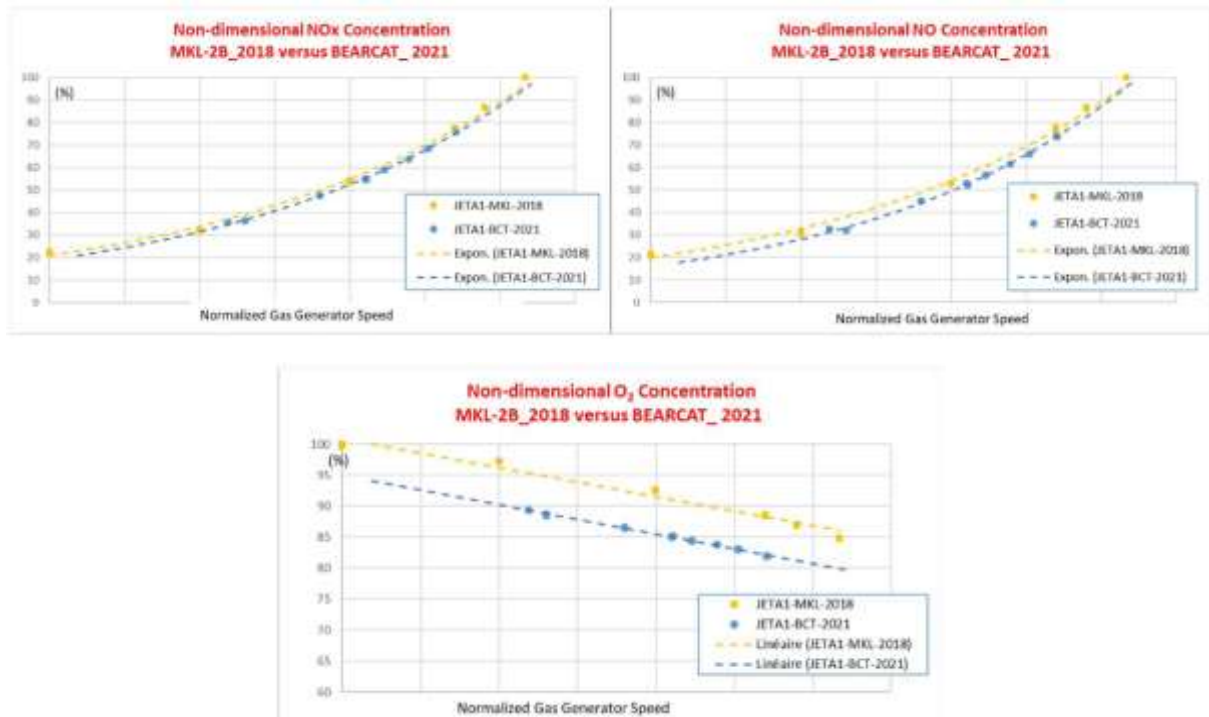 Non-dimensional NOx Concentration
MKL-2B_2018 versus BEARCAT_ 2021
(%)
100
90
80
70
60
50
40
30
20
10
0
JETA1-MKL-2018
JETA1-BCT-2021
Expon. (JETA1-MKL-2018)
Expon. (JETA1-BCT-2021)
Normalized Gas Generator Speed
Non-dimensional NO Concentration
MKL-2B_2018 versus BEARCAT_ 2021
(%)
100
90
80
70
60
50
40
30
20
10
0
JETA1-MKL-2018
JETA1-BCT-2021
Expon. (JETA1-MKL-2018)
Expon. (JETA1-BCT-2021)
Normalized Gas Generator Speed
Non-dimensional O₂ Concentration
MKL-2B_2018 versus BEARCAT_ 2021
100
(%)
95
90
85
80
75
70
65
60
JETA1-MKL-2018
JETA1-BCT-2021
Linéaire (JETA1-MKL-2018)
Linéaire (JETA1-BCT-2021)
Normalized Gas Generator Speed